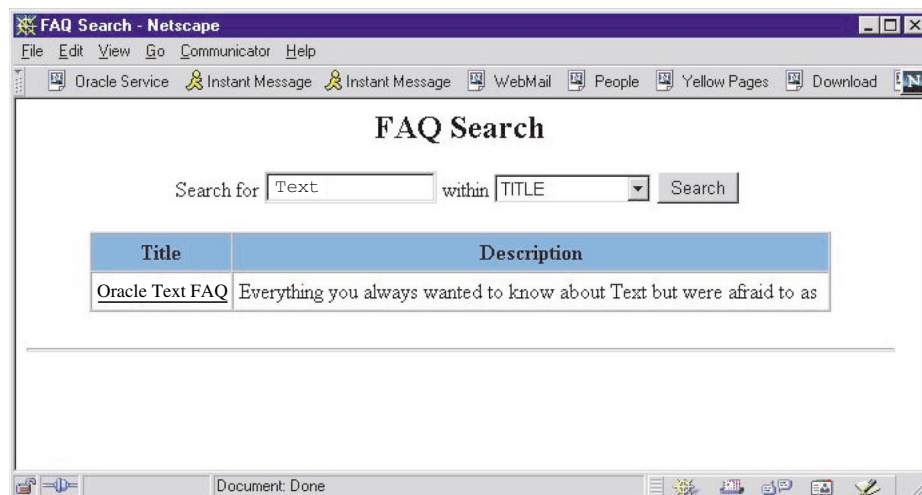 FAQ Search - Netscape
File Edit View Go Communicator Help
Oracle Service Instant Message Instant Message WebMail People Yellow Pages Download N
FAQ Search
Search for Text within TITLE Search
Title Description
Oracle Text FAQ Everything you always wanted to know about Text but were afraid to as
Document: Done